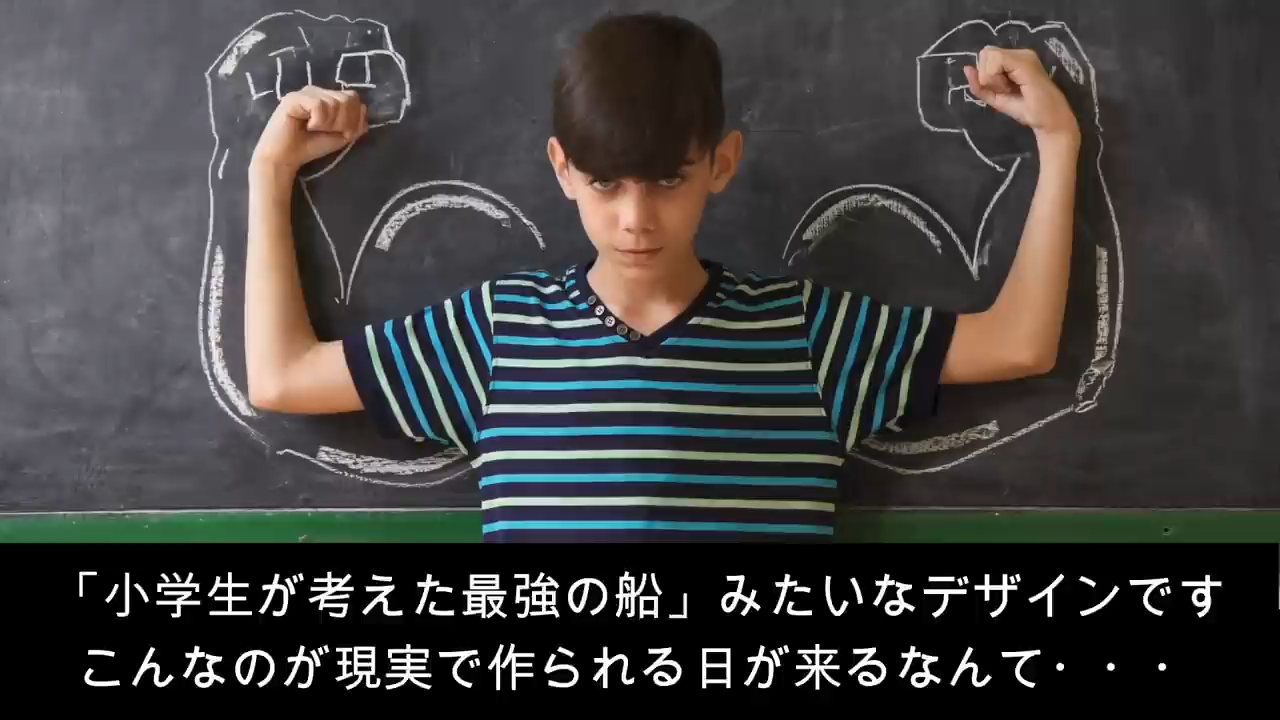 「小学生が考えた最強の船」みたいなデザインです
こんなのが現実で作られる日が来るなんて・・・